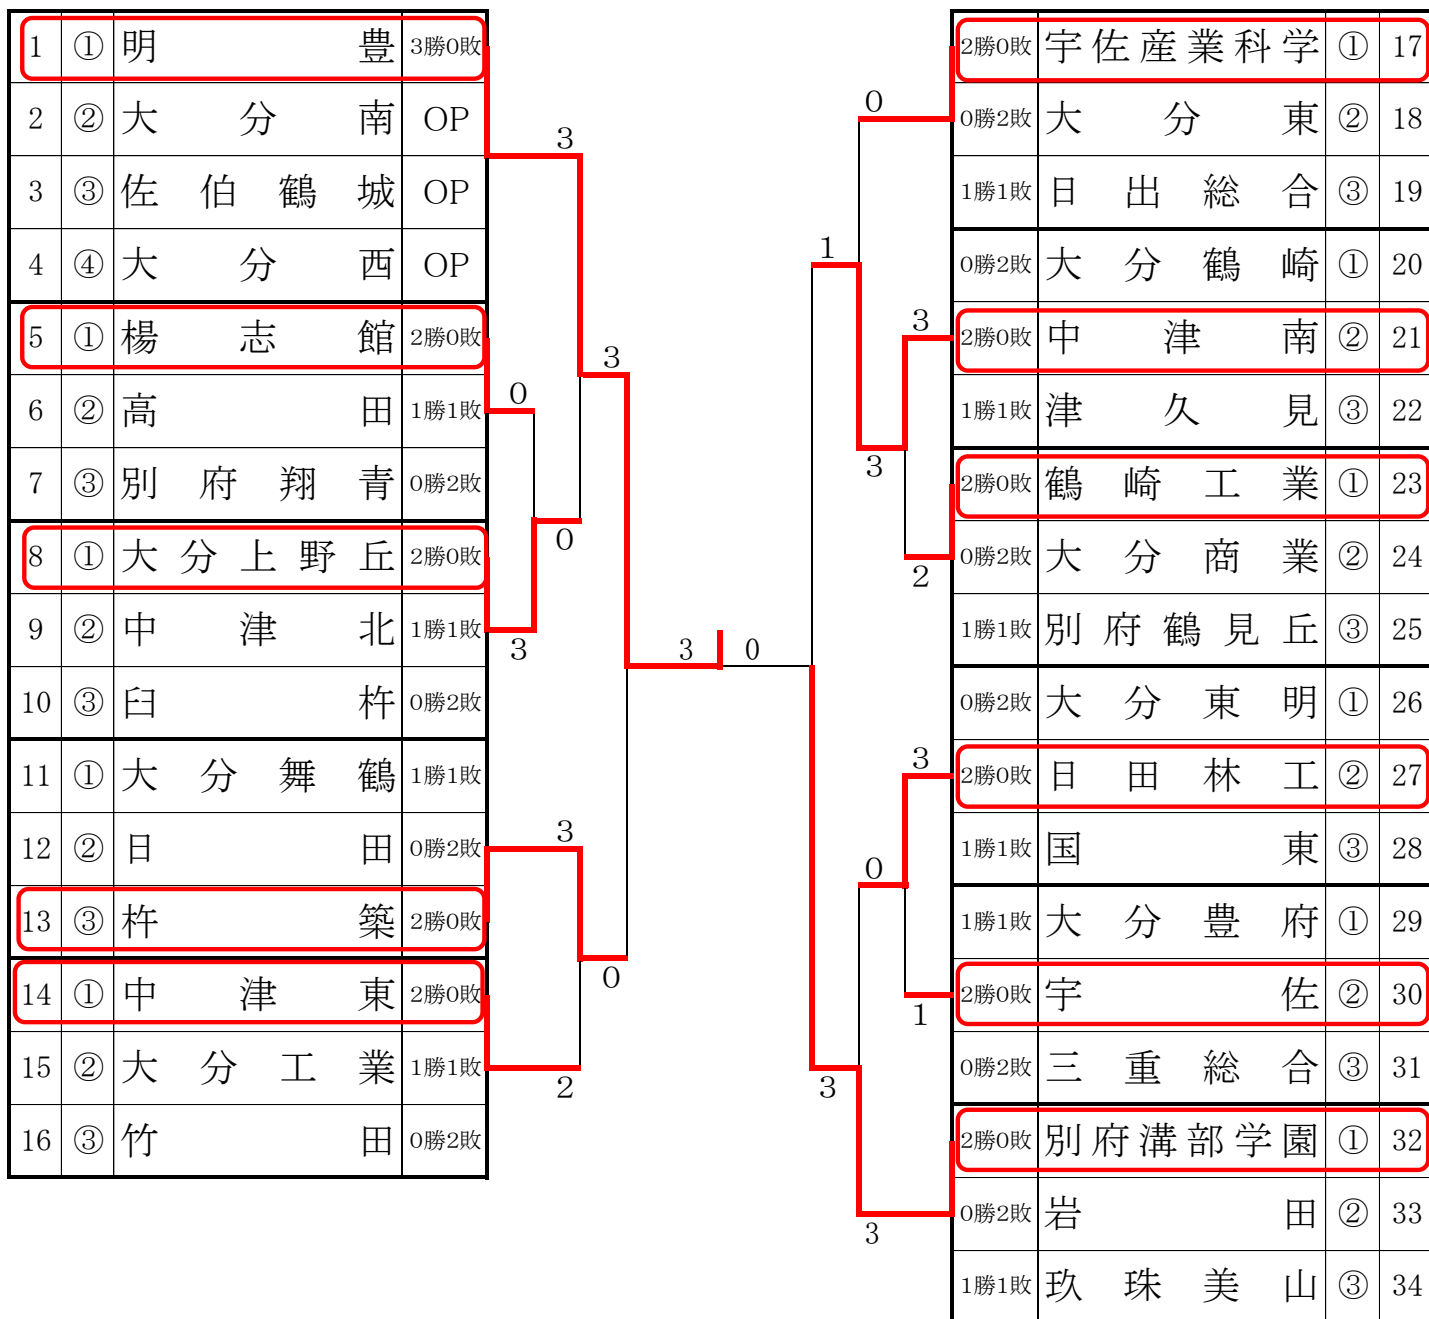 1 ① 明豊 3勝0敗
2 ② 大分南 OP
3 ③ 佐伯鶴城 OP
4 ④ 大分西 OP
5 ① 楊志館 2勝0敗
6 ② 高田 1勝1敗
7 ③ 別府翔青 0勝2敗
8 ① 大分上野丘 2勝0敗
9 ② 中津北 1勝1敗
10 ③ 臼杵 0勝2敗
11 ① 大分舞鶴 1勝1敗
12 ② 日田 0勝2敗
13 ③ 杵築 2勝0敗
14 ① 中津東 2勝0敗
15 ② 大分工業 1勝1敗
16 ③ 竹田 0勝2敗
3
3
0
0
3
3
0
2
3 0
0
1
3
3
2
3
0
1
3
3
2勝0敗 宇佐産業科学 ① 17
0勝2敗 大分東 ② 18
1勝1敗 日出総合 ③ 19
0勝2敗 大分鶴崎 ① 20
2勝0敗 中津南 ② 21
1勝1敗 津久見 ③ 22
2勝0敗 鶴崎工業 ① 23
0勝2敗 大分商業 ② 24
1勝1敗 別府鶴見丘 ③ 25
0勝2敗 大分東明 ① 26
2勝0敗 日田林工 ② 27
1勝1敗 国東 ③ 28
1勝1敗 大分豊府 ① 29
2勝0敗 宇佐 ② 30
0勝2敗 三重総合 ③ 31
2勝0敗 別府溝部学園 ① 32
0勝2敗 岩田 ② 33
1勝1敗 玖珠美山 ③ 34